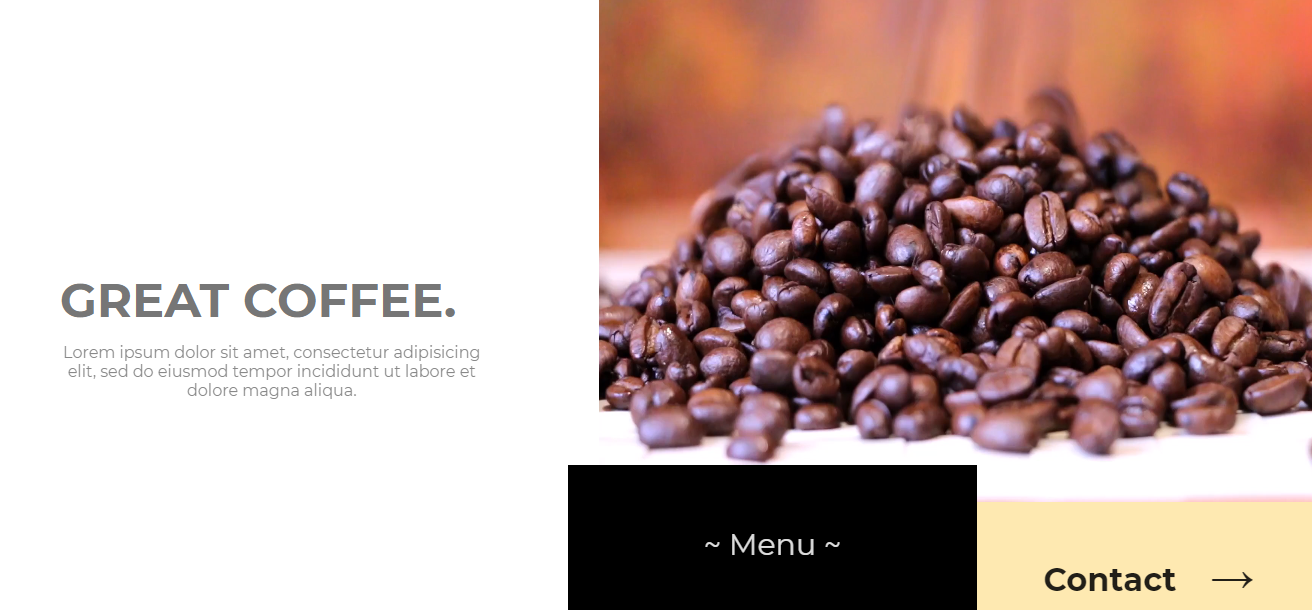 GREAT COFFEE.
Lorem ipsum dolor sit amet, consectetur adipisicing
elit, sed do eiusmod tempor incididunt ut labore et
dolore magna aliqua.
~ Menu ~
Contact →